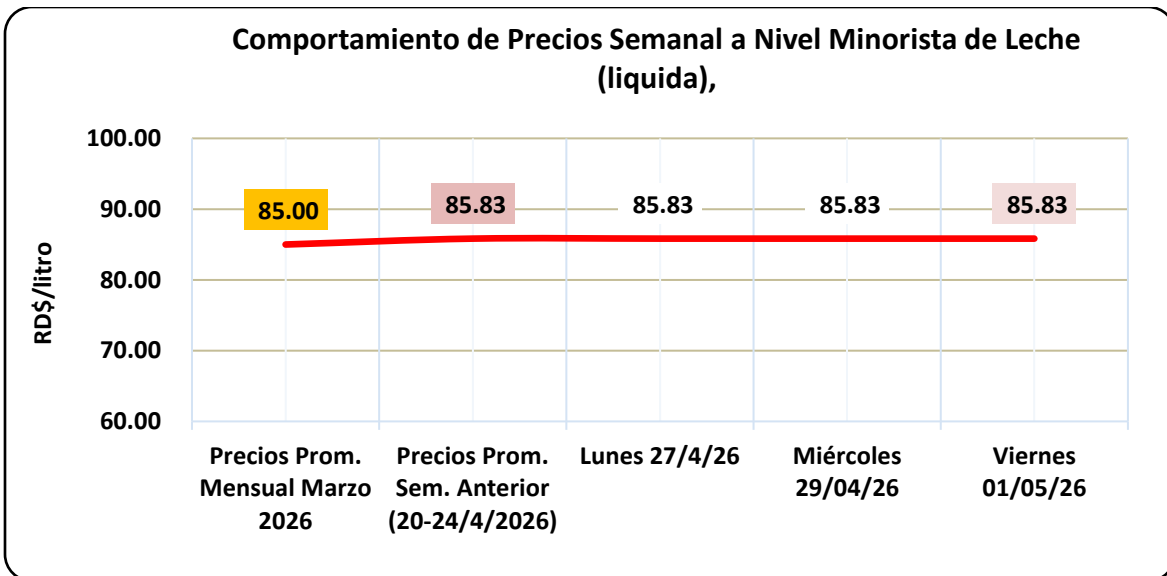 Comportamiento de Precios Semanal a Nivel Minorista de Leche
(liquida),
RD$/litro
100.00
90.00
80.00
70.00
60.00
85.00
85.83
85.83
85.83
85.83
Precios Prom.
Mensual Marzo
2026
Precios Prom.
Sem. Anterior
(20-24/4/2026)
Lunes 27/4/26
Miércoles
29/04/26
Viernes
01/05/26